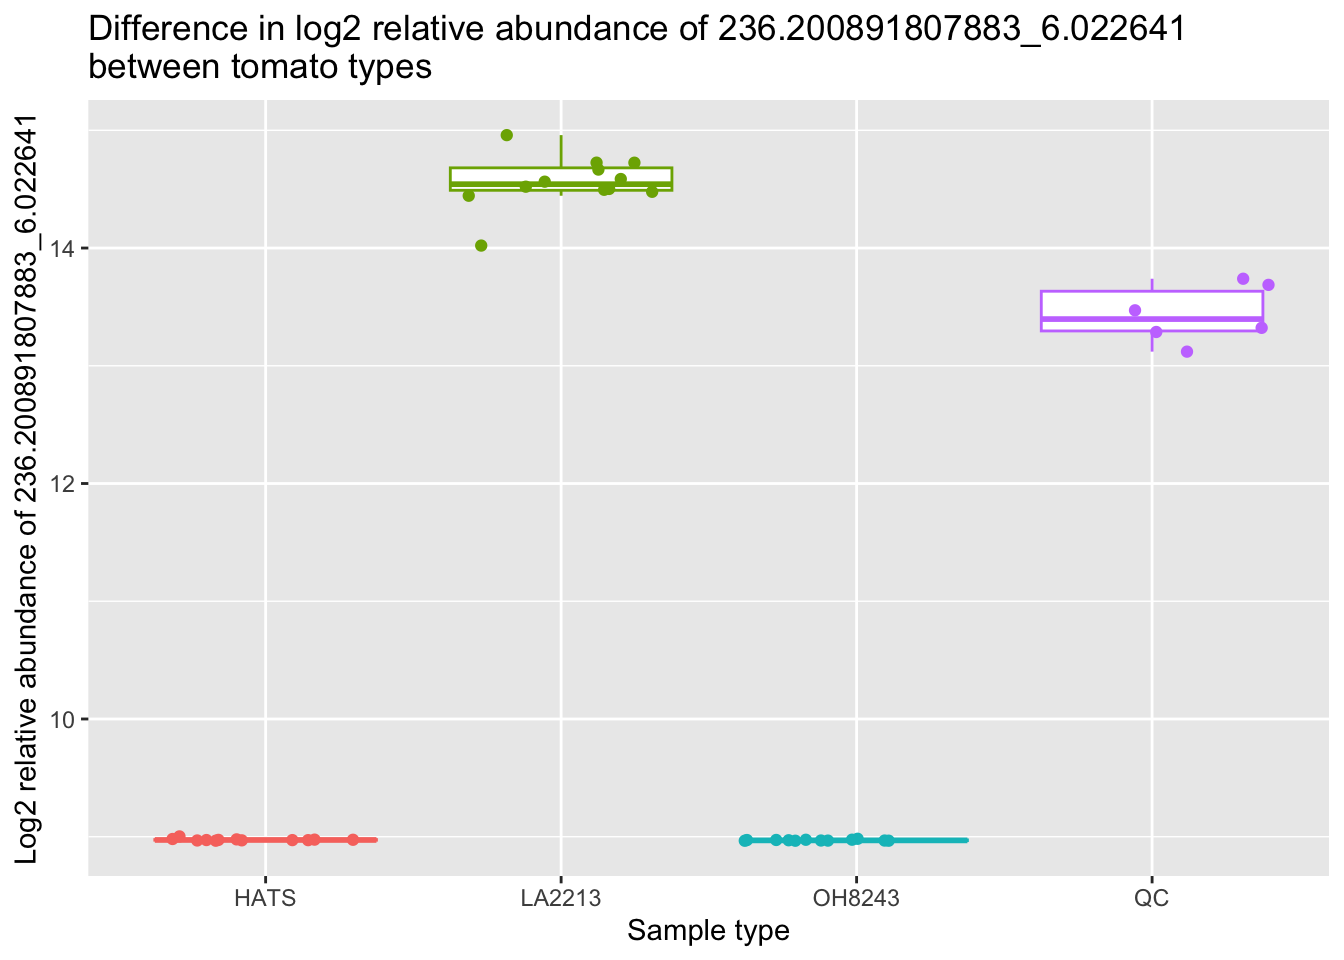 Difference in log2 relative abundance of 236.200891807883_6.022641
between tomato types
Log2 relative abundance of 236.200891807883_6.022641
14
12
10
HATS
LA2213
OH8243
QC
Sample type